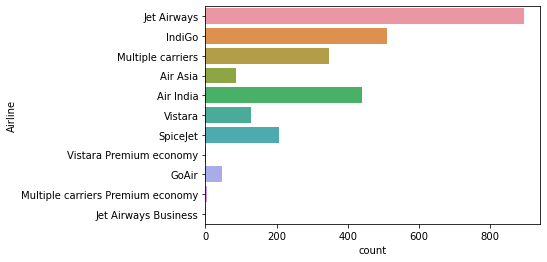 Jet Airways
IndiGo
Multiple carriers
Air Asia
Air India
Vistara
SpiceJet
Vistara Premium economy
GoAir
Multiple carriers Premium economy
Jet Airways Business
Airline
0 200 400 600 800
count